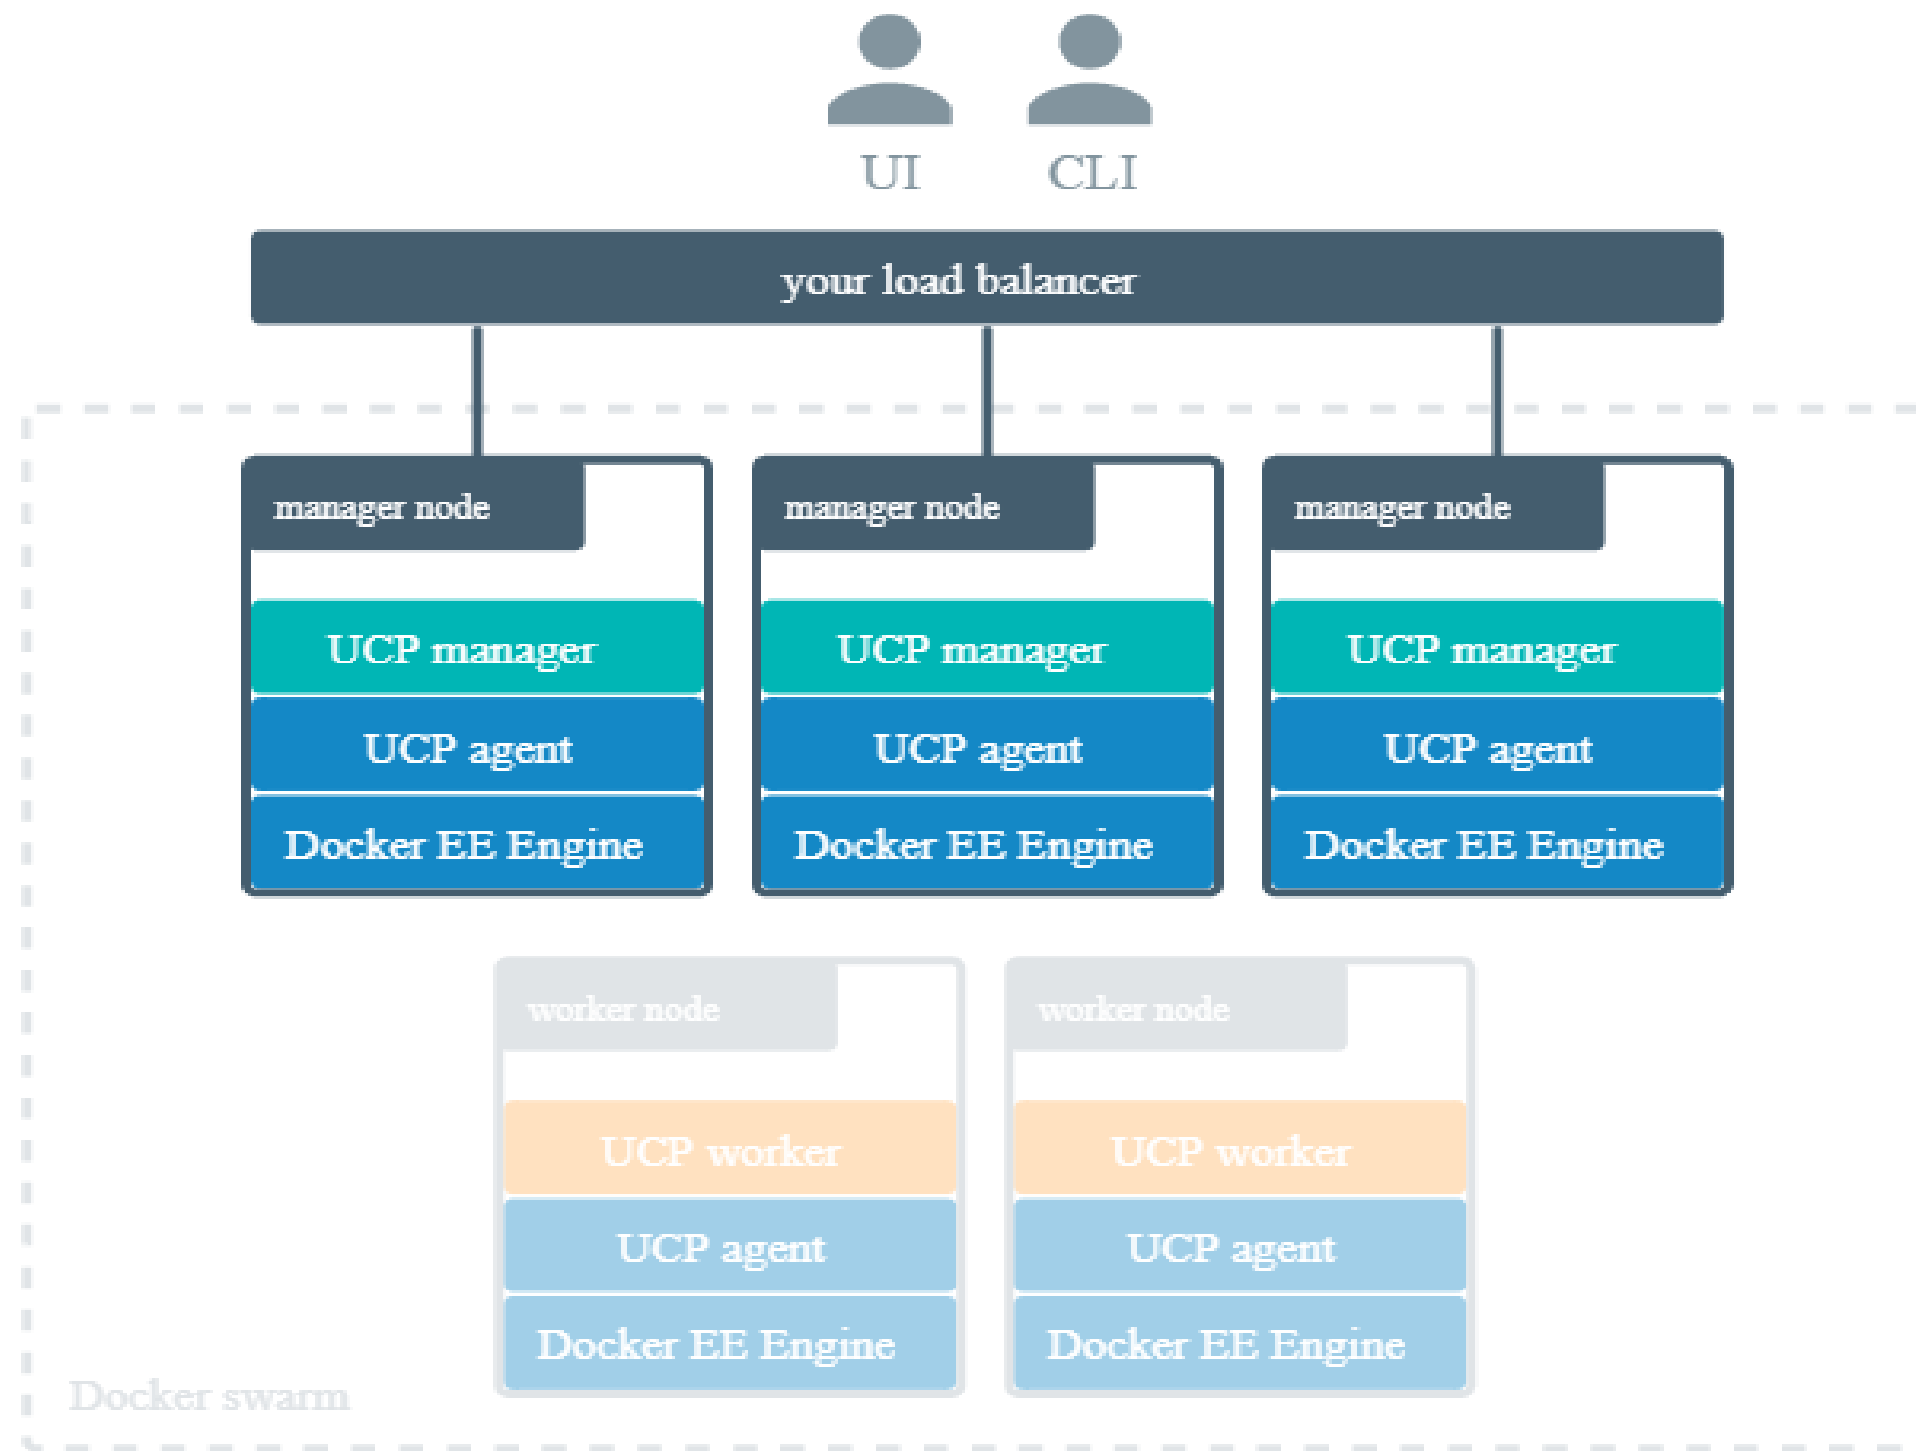 UI
CLI
your load balancer
manager node
manager node
manager node
UCP manager
UCP manager
UCP manager
UCP agent
UCP agent
UCP agent
Docker EE Engine
Docker EE Engine
Docker EE Engine
worker node
worker node
UCP worker
UCP worker
UCP agent
UCP agent
Docker EE Engine
Docker EE Engine
Docker swarm